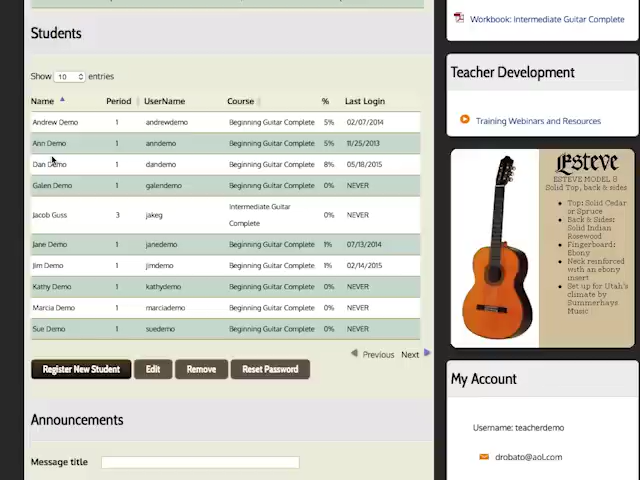 Students
Show 10 entries
Name Period UserName Course % Last Login
Andrew Demo 1 andrewdemo Beginning Guitar Complete 5% 02/07/2014
Ann Demo 1 anndemo Beginning Guitar Complete 5% 11/25/2013
Dan Demo 1 dandemo Beginning Guitar Complete 8% 05/18/2015
Galen Demo 1 galendemo Beginning Guitar Complete 0% NEVER
Jacob Guss 3 jakeg Intermediate Guitar Complete 0% NEVER
Jane Demo 1 janedemo Beginning Guitar Complete 1% 07/13/2014
Jim Demo 1 jimdemo Beginning Guitar Complete 1% 02/14/2015
Kathy Demo 1 kathydemo Beginning Guitar Complete 0% NEVER
Marcia Demo 1 marciademo Beginning Guitar Complete 0% NEVER
Sue Demo 1 suedemo Beginning Guitar Complete 0% NEVER
Previous Next
Register New Student Edit Remove Reset Password
Announcements
Message title
Workbook: Intermediate Guitar Complete
Teacher Development
Training Webinars and Resources
Esteve
ESTEVE MODEL 8
Solid Top, back & sides
Top: Solid Cedar
or Spruce
Back & Sides:
Solid Indian
Rosewood
Fingerboard:
Ebony
Neck reinforced
with an ebony
insert
Set up for Utah's
climate by
Summerhays
Music
My Account
Username: teacherdemo
drobato@aol.com